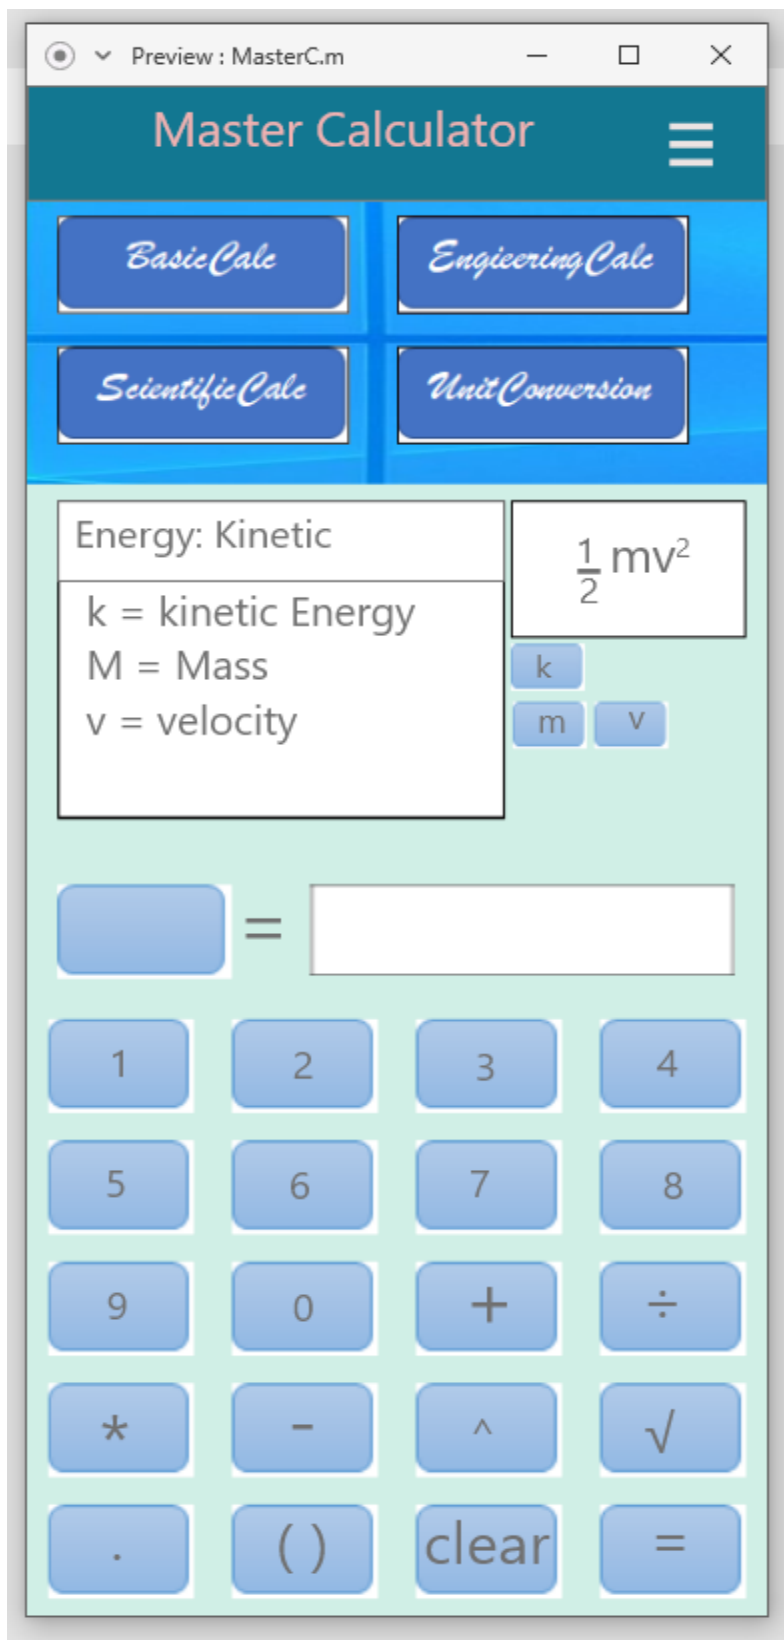 Preview : MasterC.m
Master Calculator
BasicCalc EngieeringCalc
ScientificCalc UnitConversion
Energy: Kinetic
1/2 mv²
k = kinetic Energy
M = Mass
v = velocity
k
m v
=
1 2 3 4
5 6 7 8
9 0 + ÷
* - ^ √
. ( ) clear =